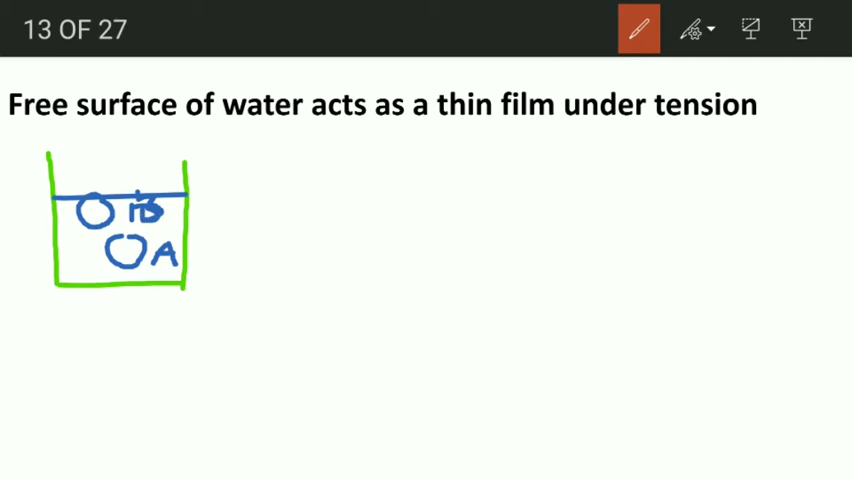 13 OF 27
Free surface of water acts as a thin film under tension
B
A